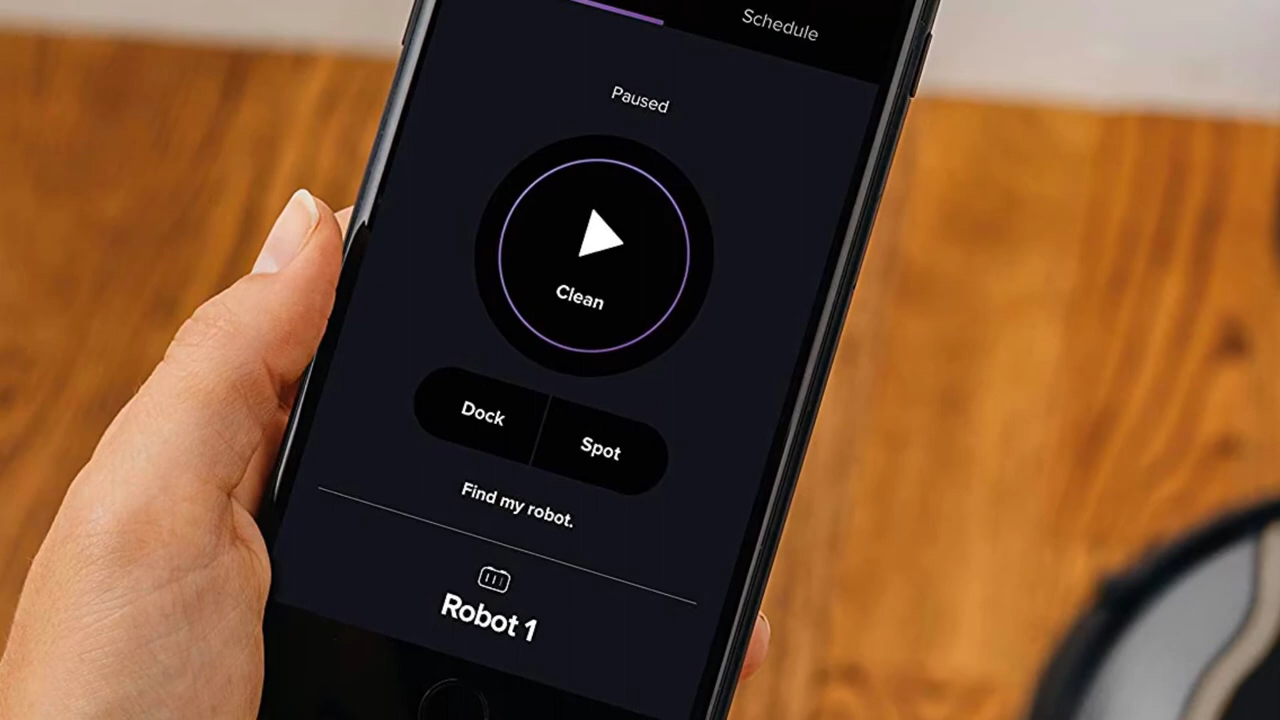 Schedule
Paused
Clean
Dock
Spot
Find my robot.
Robot 1